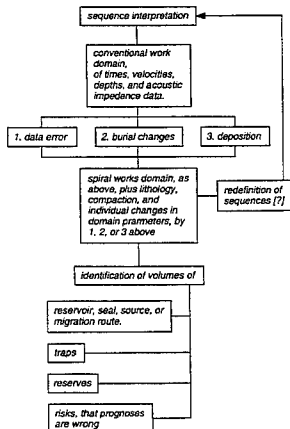 sequence interpretation
conventional work
domain,
of times, velocities,
depths, and acoustic
impedance data.
1. data error
2. burial changes
3. deposition
spiral works domain, as
above, plus lithology,
compaction, and
individual changes in
domain prmeters, by
1, 2, or 3 above
redefinition of
sequences [?]
identification of volumes of
reservoir, seal, source, or
migration route.
traps
reserves
risks, that prognoses
are wrong